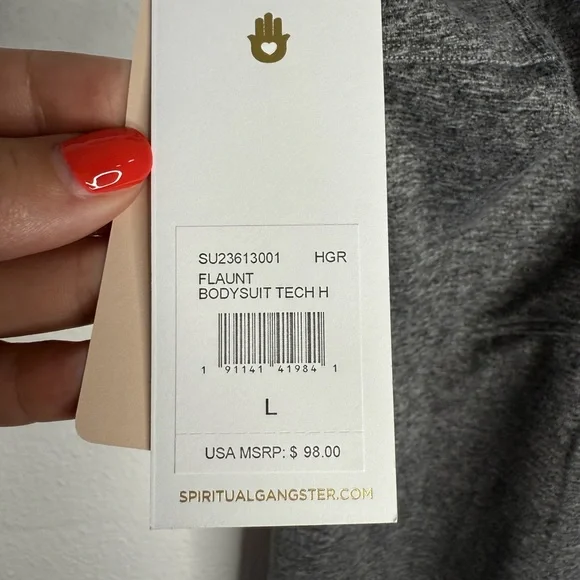 SU23613001 HGR
FLAUNT
BODYSUIT TECH H
1 91141 41984 1
L
USA MSRP: $ 98.00
SPIRITUALGANGSTER.COM